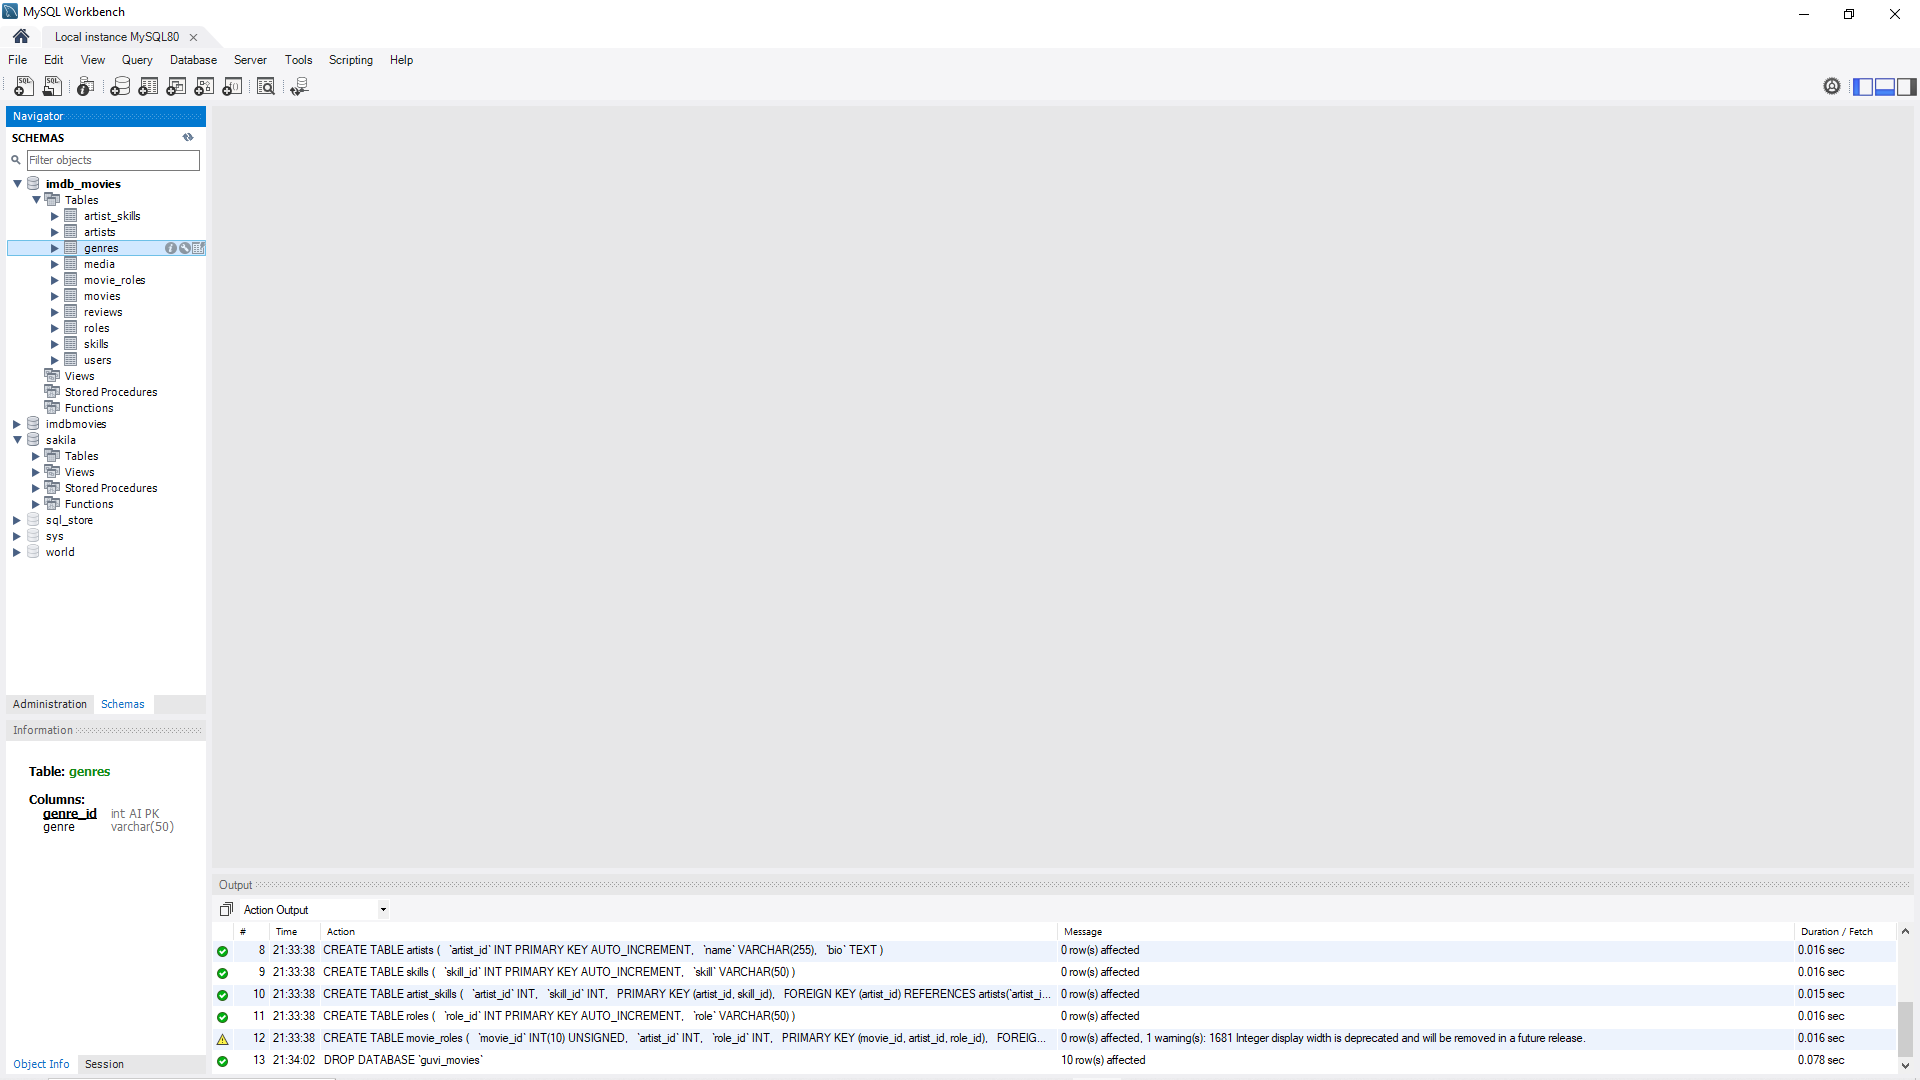 MySQL Workbench
Local instance MySQL80
File Edit View Query Database Server Tools Scripting Help
Navigator
SCHEMAS
Filter objects
imdb_movies
Tables
artist_skills
artists
genres
media
movie_roles
movies
reviews
roles
skills
users
Views
Stored Procedures
Functions
imdbmovies
sakila
Tables
Views
Stored Procedures
Functions
sql_store
sys
world
Administration Schemas
Information
Table: genres
Columns:
genre_id int AI PK
genre varchar(50)
Object Info Session
Output
Action Output
# Time Action Message Duration / Fetch
8 21:33:38 CREATE TABLE artists ( `artist_id` INT PRIMARY KEY AUTO_INCREMENT, `name` VARCHAR(255), `bio` TEXT ) 0 row(s) affected 0.016 sec
9 21:33:38 CREATE TABLE skills ( `skill_id` INT PRIMARY KEY AUTO_INCREMENT, `skill` VARCHAR(50) ) 0 row(s) affected 0.016 sec
10 21:33:38 CREATE TABLE artist_skills ( `artist_id` INT, `skill_id` INT, PRIMARY KEY (artist_id, skill_id), FOREIGN KEY (artist_id) REFERENCES artists(`artist_i... 0 row(s) affected 0.015 sec
11 21:33:38 CREATE TABLE roles ( `role_id` INT PRIMARY KEY AUTO_INCREMENT, `role` VARCHAR(50) ) 0 row(s) affected 0.016 sec
12 21:33:38 CREATE TABLE movie_roles ( `movie_id` INT(10) UNSIGNED, `artist_id` INT, `role_id` INT, PRIMARY KEY (movie_id, artist_id, role_id), FOREIG... 0 row(s) affected, 1 warning(s): 1681 Integer display width is deprecated and will be removed in a future release. 0.016 sec
13 21:34:02 DROP DATABASE `guvi_movies` 10 row(s) affected 0.078 sec